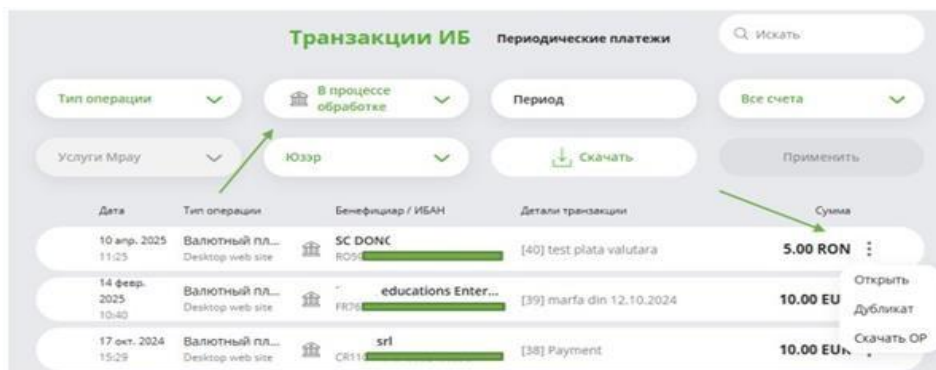 Транзакции ИБ Периодические платежи Искать
Тип операции В процессе обработке Период Все счета
Услуги Mpay Юзэр Скачать Применить
Дата Тип операции Бенефициар / ИБАН Детали транзакции Сумма
10 апр. 2025 Валютный пл... SC DONC [40] test plata valutara 5.00 RON
11:25 Desktop web site
14 февр. 2025 Валютный пл... educations Enter... [39] marfa din 12.10.2024 10.00 EU
10:40 Desktop web site FR76
17 окт. 2024 Валютный пл... srl [38] Payment
15:29 Desktop web site
Открыть
Дубликат
Скачать ОР